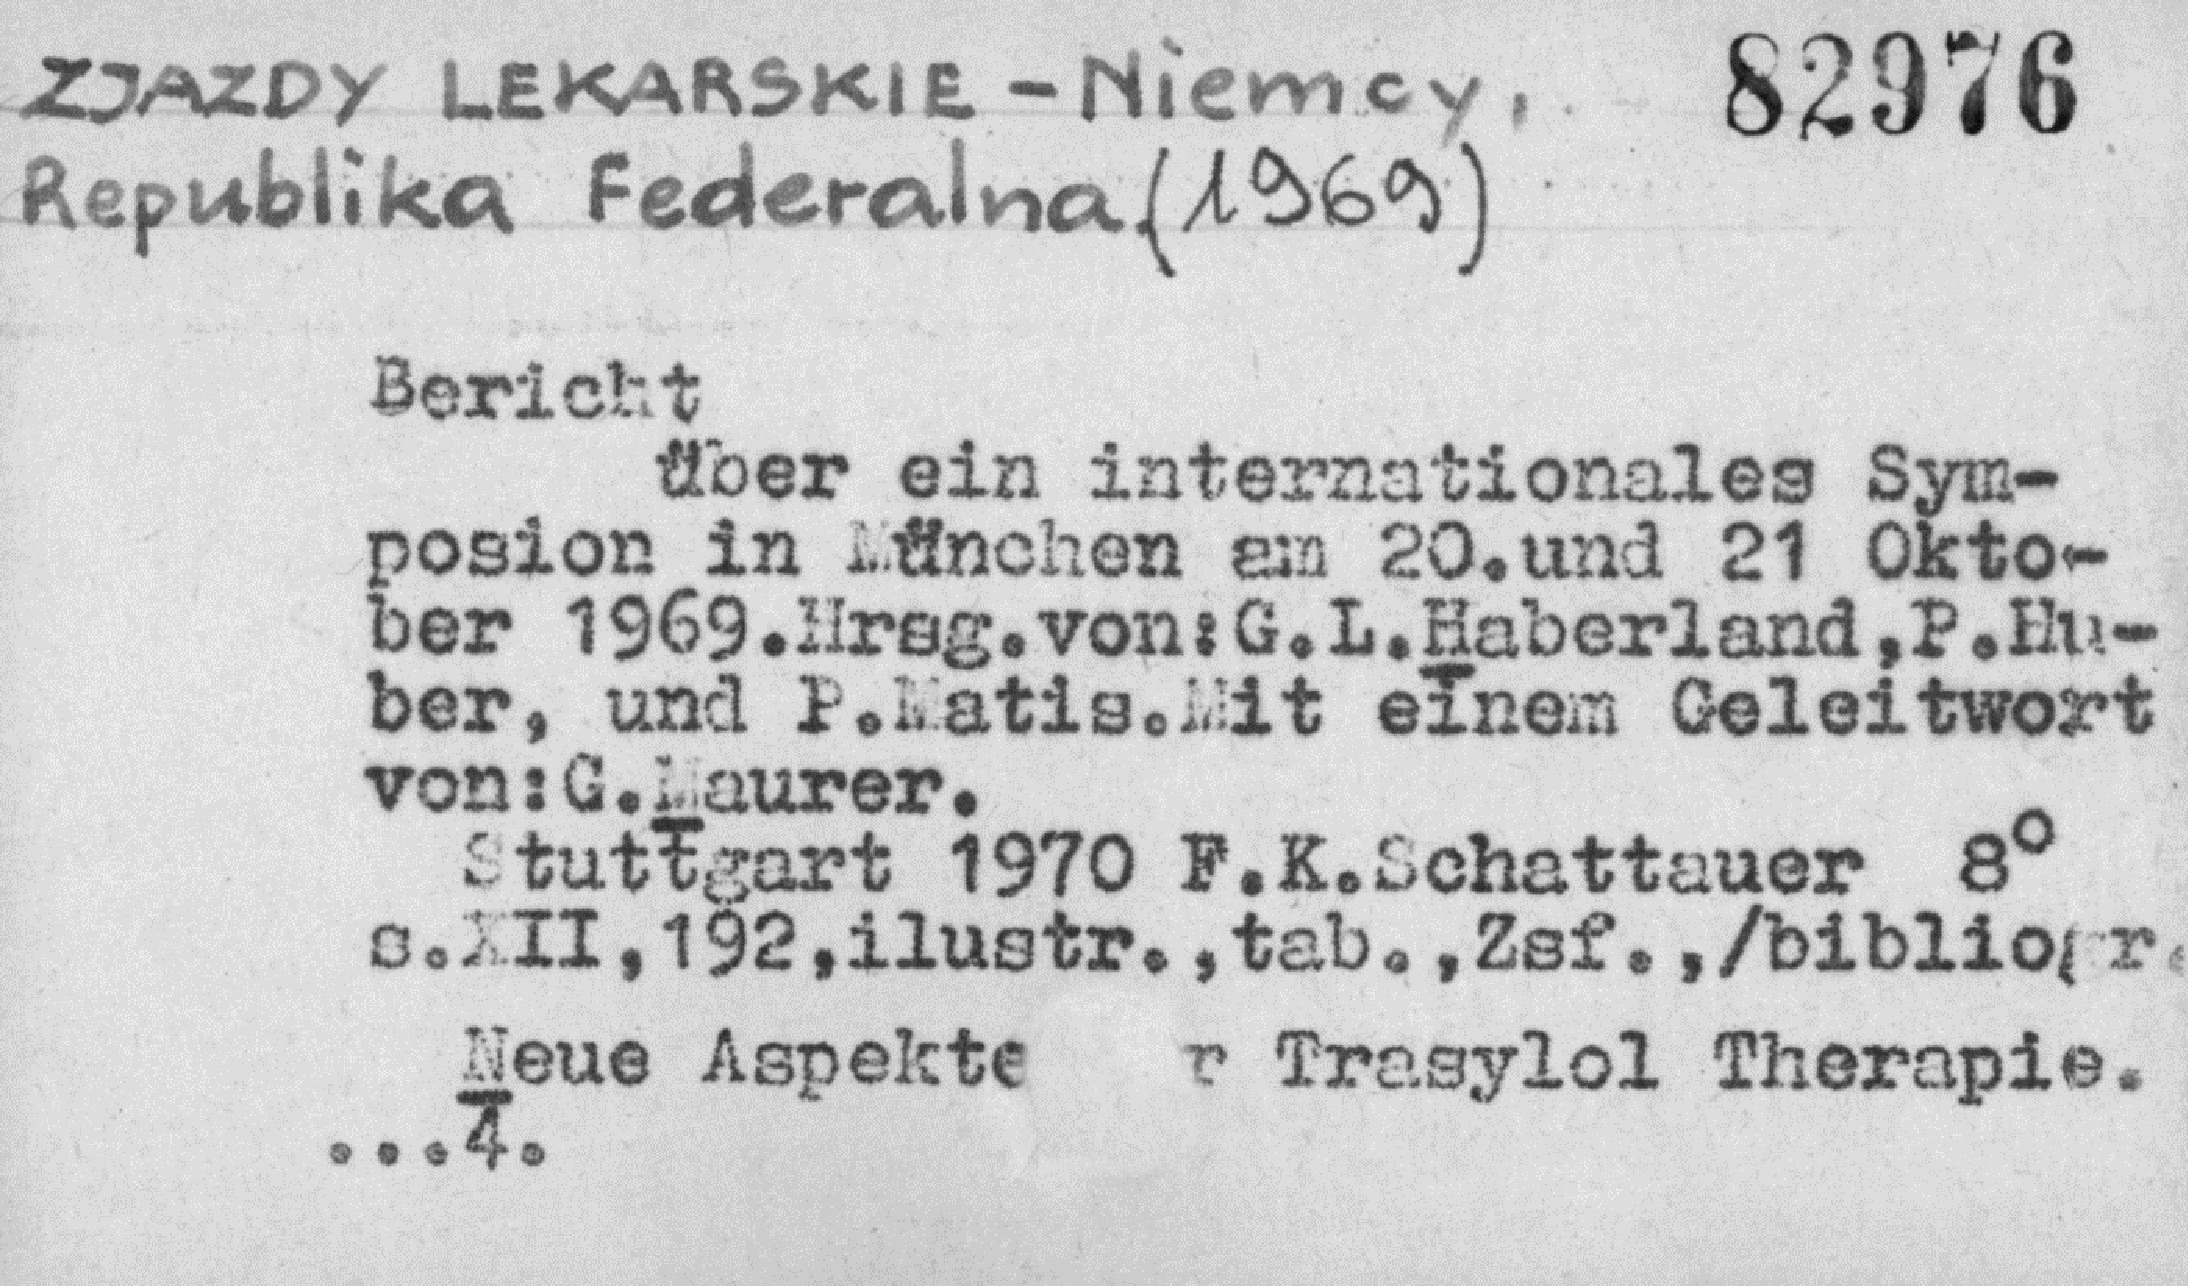 ZJAZDY LEKARSKIE - Niemcy, 82976
Republika Federalna.(1969)
Bericht
über ein internationales Sym-
posion in München am 20.und 21 Okto-
ber 1969.Hrsg.von:G.L.Haberland,P.Hu-
ber, und P.Matis.Mit einem Geleitwort
von:G.Maurer.
Stuttgart 1970 F.K.Schattauer 8°
s.XII,192,ilustr.,tab.,Zsf.,/bibliogr.
Neue Aspekte Trasylol Therapie.
...4.